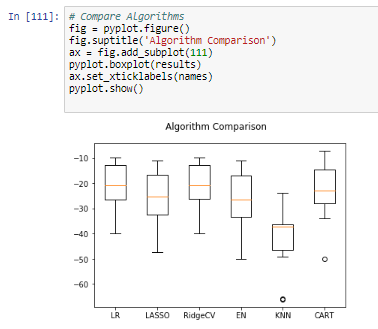 In [111]: # Compare Algorithms
fig = pyplot.figure()
fig.suptitle('Algorithm Comparison')
ax = fig.add_subplot(111)
pyplot.boxplot(results)
ax.set_xticklabels(names)
pyplot.show()
Algorithm Comparison
−10
−20
−30
−40
−50
−60
LR LASSO RidgeCV EN KNN CART